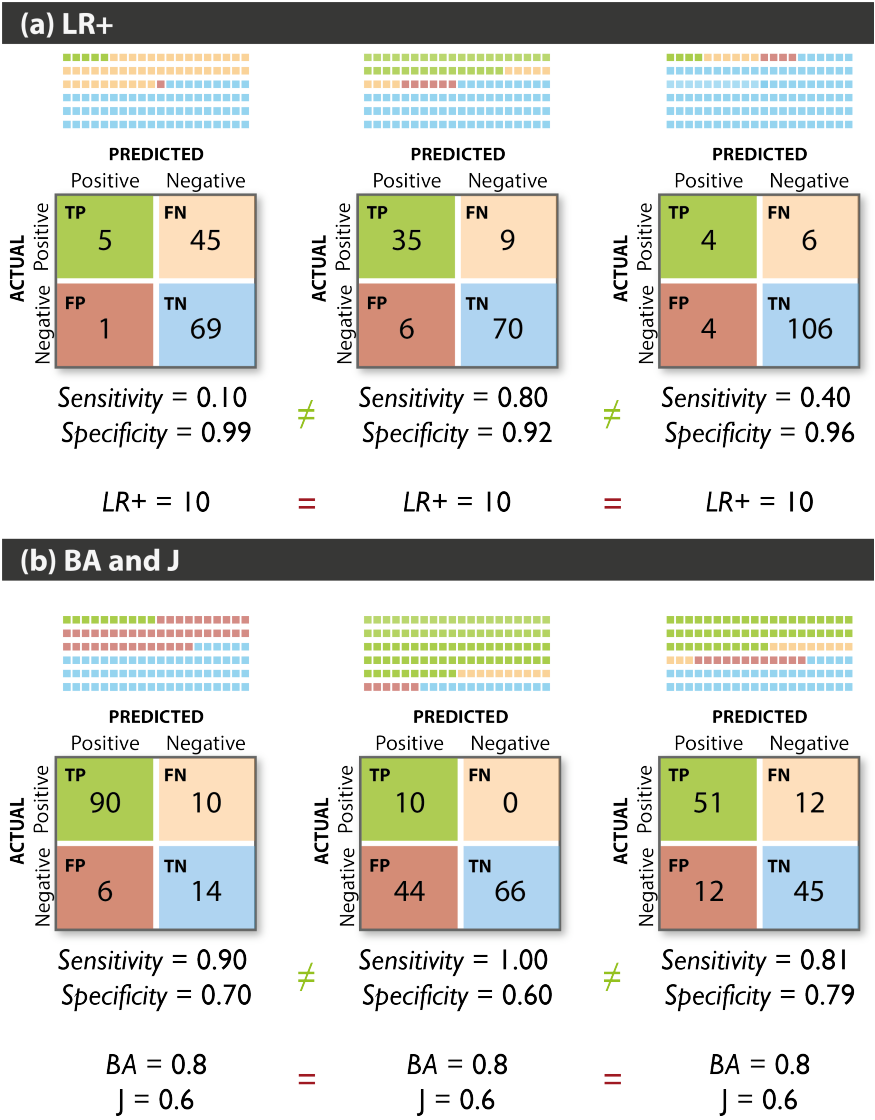 (a) LR+
PREDICTED PREDICTED PREDICTED
Positive Negative Positive Negative Positive Negative
ACTUAL Positive TP 5 FN 45 ACTUAL Positive TP 35 FN 9 ACTUAL Positive TP 4 FN 6
Negative FP 1 TN 69 Negative FP 6 TN 70 Negative FP 4 TN 106
Sensitivity = 0.10 Sensitivity = 0.80 Sensitivity = 0.40
≠ ≠
Specificity = 0.99 Specificity = 0.92 Specificity = 0.96
LR+ = 10 = LR+ = 10 = LR+ = 10
(b) BA and J
PREDICTED PREDICTED PREDICTED
Positive Negative Positive Negative Positive Negative
ACTUAL Positive TP 90 FN 10 ACTUAL Positive TP 10 FN 0 ACTUAL Positive TP 51 FN 12
Negative FP 6 TN 14 Negative FP 44 TN 66 Negative FP 12 TN 45
Sensitivity = 0.90 Sensitivity = 1.00 Sensitivity = 0.81
≠ ≠
Specificity = 0.70 Specificity = 0.60 Specificity = 0.79
BA = 0.8 BA = 0.8 BA = 0.8
= =
J = 0.6 J = 0.6 J = 0.6